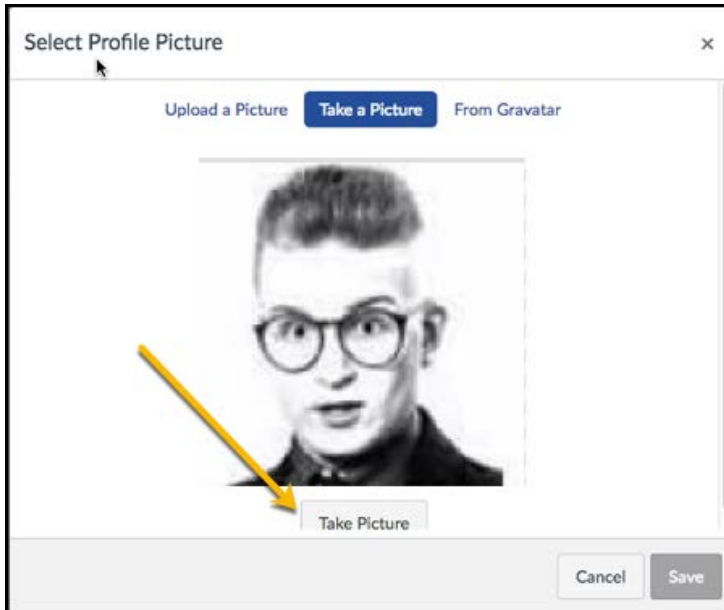 Select Profile Picture ×
Upload a Picture Take a Picture From Gravatar
Take Picture
Cancel Save